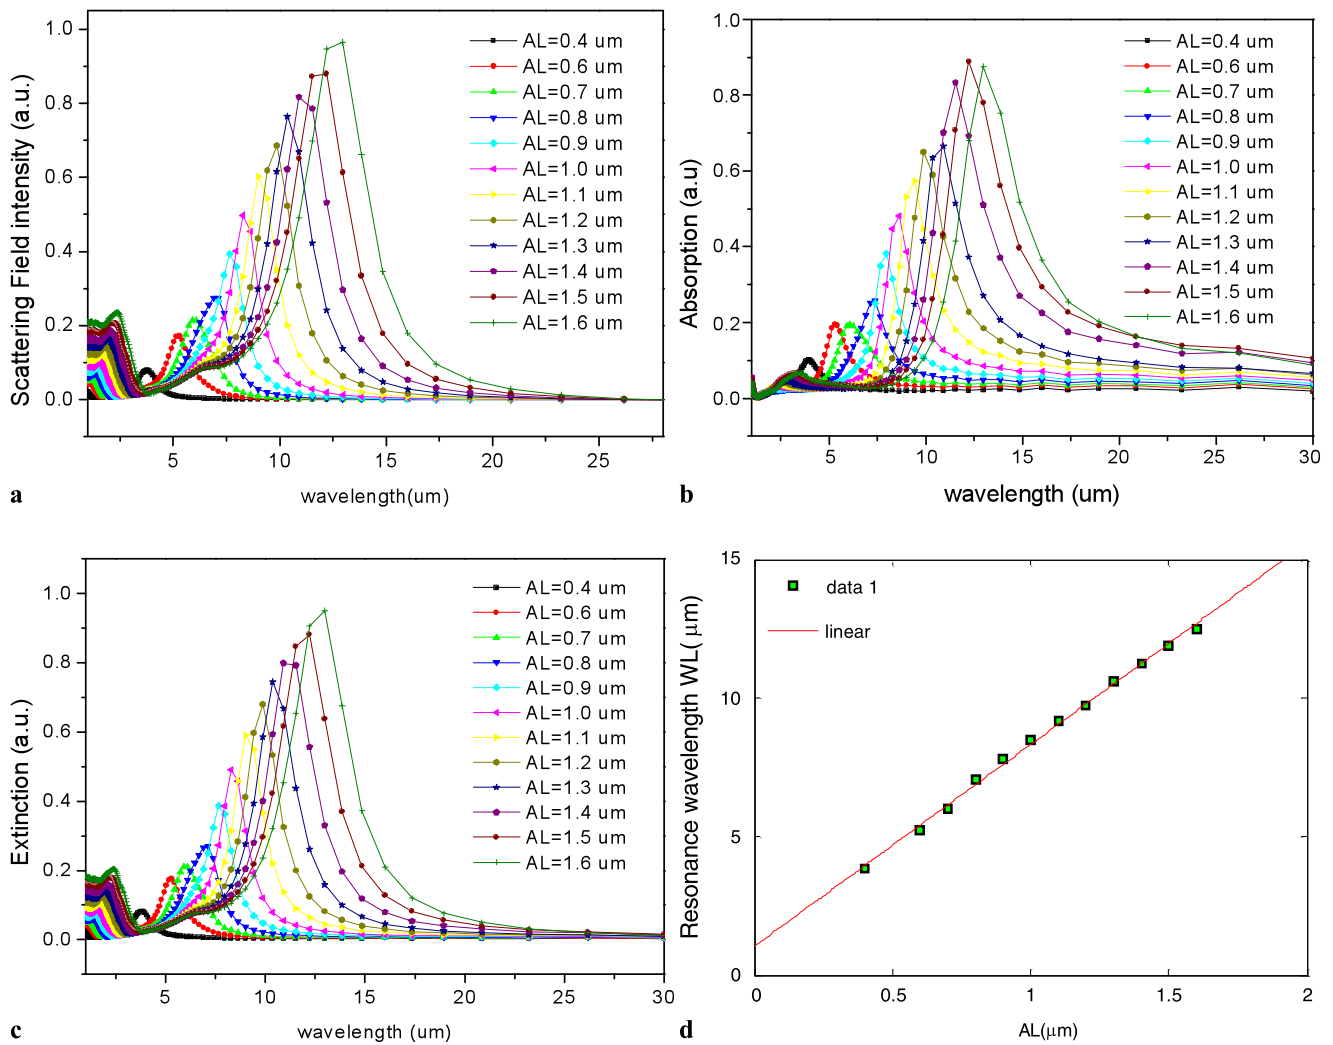 1.0
0.8
0.6
0.4
0.2
0.0
Scattering Field intensity (a.u.)
AL=0.4 um
AL=0.6 um
AL=0.7 um
AL=0.8 um
AL=0.9 um
AL=1.0 um
AL=1.1 um
AL=1.2 um
AL=1.3 um
AL=1.4 um
AL=1.5 um
AL=1.6 um
5 10 15 20 25
wavelength(um)
a
1.0
0.8
0.6
0.4
0.2
0.0
Absorption (a.u)
AL=0.4 um
AL=0.6 um
AL=0.7 um
AL=0.8 um
AL=0.9 um
AL=1.0 um
AL=1.1 um
AL=1.2 um
AL=1.3 um
AL=1.4 um
AL=1.5 um
AL=1.6 um
5 10 15 20 25 30
wavelength (um)
b
1.0
0.8
0.6
0.4
0.2
0.0
Extinction (a.u.)
AL=0.4 um
AL=0.6 um
AL=0.7 um
AL=0.8 um
AL=0.9 um
AL=1.0 um
AL=1.1 um
AL=1.2 um
AL=1.3 um
AL=1.4 um
AL=1.5 um
AL=1.6 um
5 10 15 20 25 30
wavelength (um)
c
15
10
5
0
Resonance wavelength WL( μm)
data 1
linear
0 0.5 1 1.5 2
AL(μm)
d